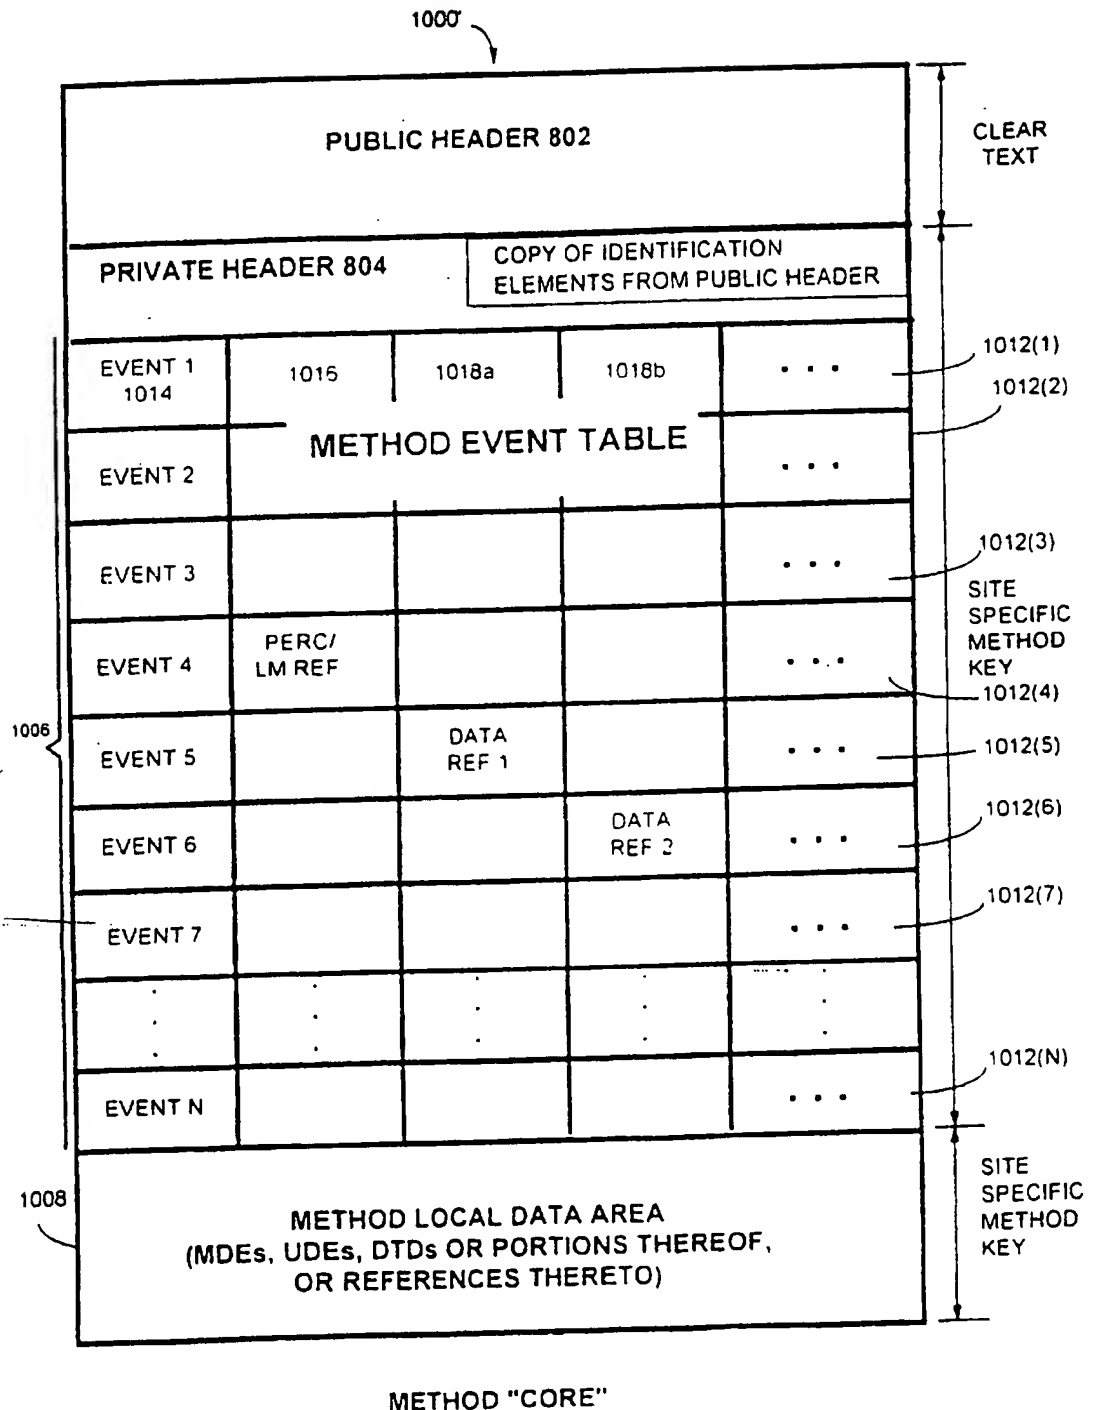 1000
PUBLIC HEADER 802
CLEAR
TEXT
PRIVATE HEADER 804
COPY OF IDENTIFICATION
ELEMENTS FROM PUBLIC HEADER
EVENT 1
1014
1016
1018a
1018b
. . .
1012(1)
1012(2)
METHOD EVENT TABLE
EVENT 2
. . .
EVENT 3
. . .
1012(3)
SITE
SPECIFIC
METHOD
KEY
EVENT 4
PERC/
LM REF
. . .
1012(4)
1006
EVENT 5
DATA
REF 1
. . .
1012(5)
EVENT 6
DATA
REF 2
. . .
1012(6)
EVENT 7
. . .
1012(7)
EVENT N
. . .
1012(N)
1008
METHOD LOCAL DATA AREA
(MDEs, UDEs, DTDs OR PORTIONS THEREOF,
OR REFERENCES THERETO)
SITE
SPECIFIC
METHOD
KEY
METHOD "CORE"